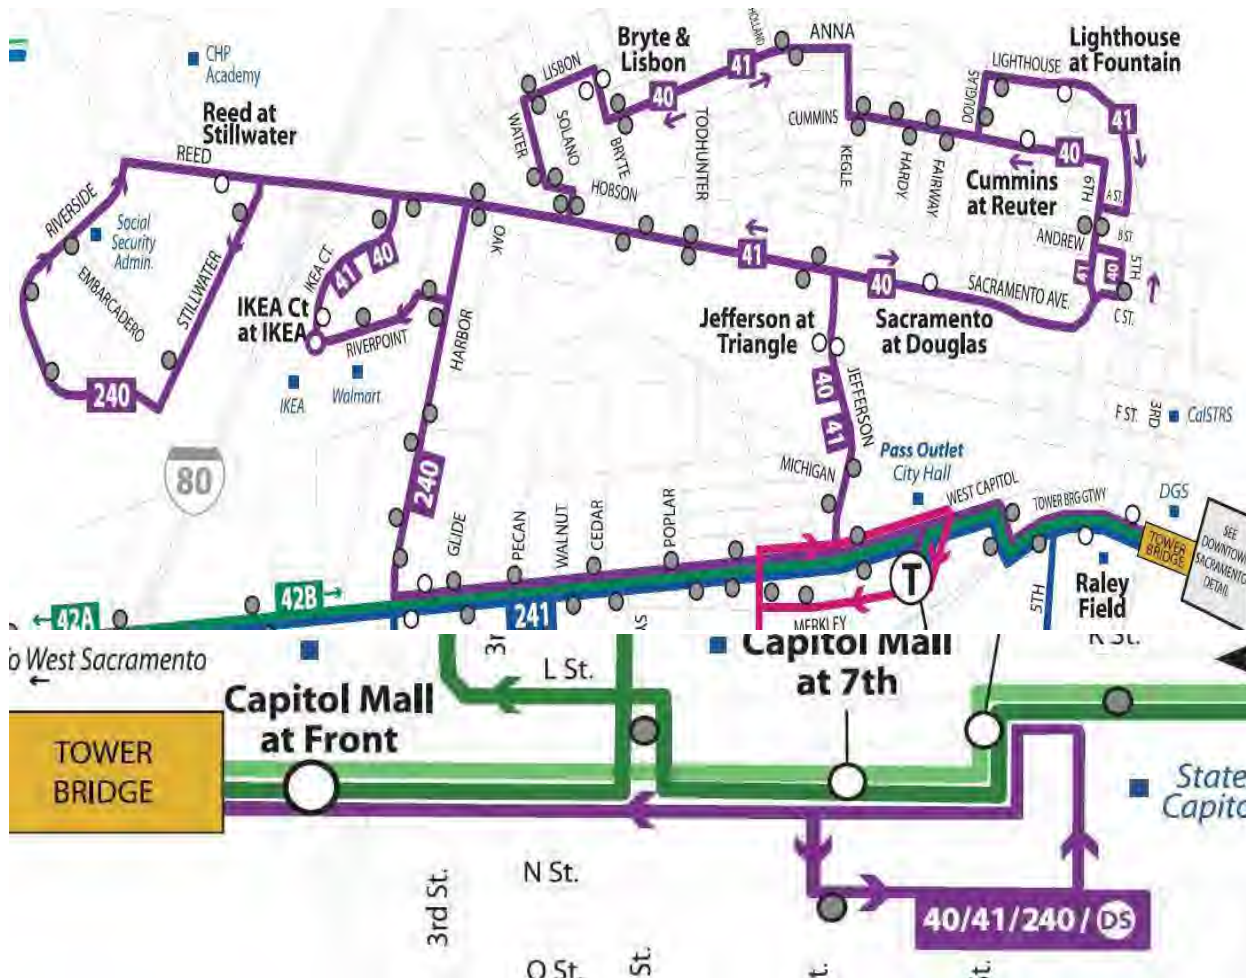 CHP
Academy
Reed at
Stillwater
REED
RIVERSIDE
Social
Security
Admin.
EMBARCADERO
STILLWATER
240
IKEA CT.
41
40
IKEA Ct
at IKEA
RIVERPOINT
IKEA
Walmart
HARBOR
OAK
80
240
LISBON
WATER
SOLANO
BRYTE
HOBSON
Bryte &
Lisbon
40
41
HOLLAND
ANNA
TODHUNTER
CUMMINS
KEGLE
HARDY
FAIRWAY
DOUGLAS
LIGHTHOUSE
Lighthouse
at Fountain
41
40
Cummins
at Reuter
6TH
A ST.
B ST.
ANDREW
41
40
5TH
C ST.
SACRAMENTO AVE.
41
40
Jefferson at
Triangle
Sacramento
at Douglas
40
41
JEFFERSON
MICHIGAN
F ST.
3RD
CalSTRS
Pass Outlet
City Hall
WEST CAPITOL
TOWER BRG GTWY
DGS
TOWER
BRIDGE
SEE
DOWNTOWN
SACRAMENTO
DETAIL
GLIDE
PECAN
WALNUT
CEDAR
POPLAR
T
5TH
Raley
Field
42A
42B
241
MERKLEY
West Sacramento
L St.
Capitol Mall
at 7th
K St.
Capitol Mall
at Front
TOWER
BRIDGE
State
3rd St.
N St.
40/41/240/ DS
O St.
St.